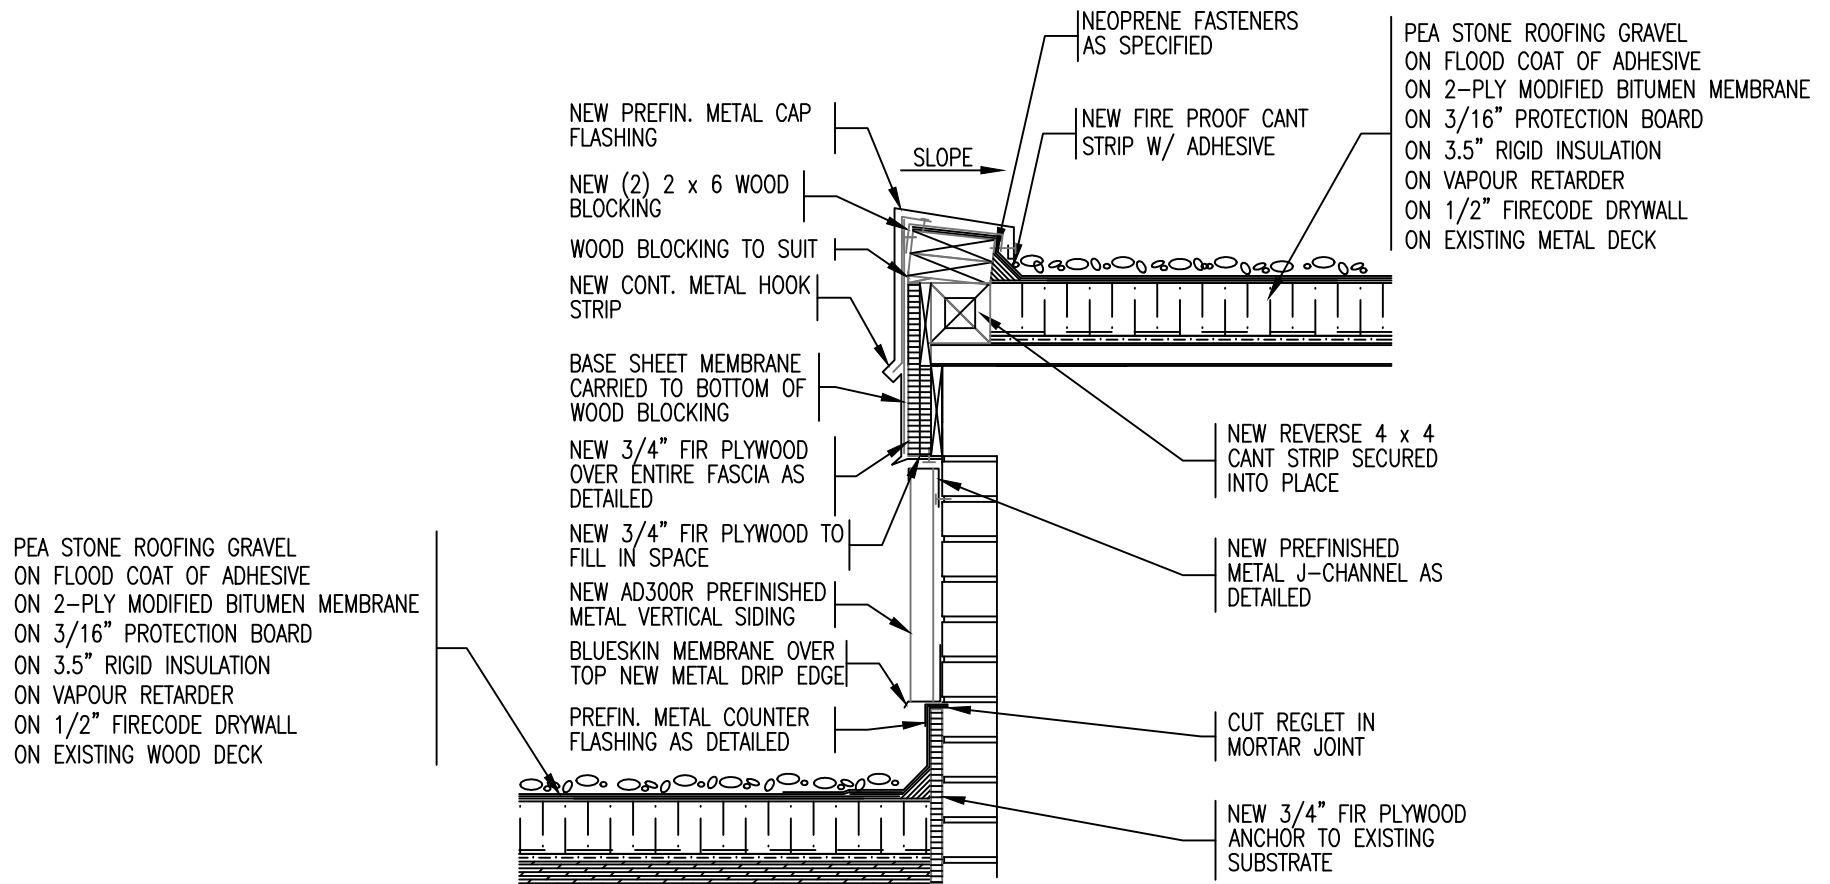 NEOPRENE FASTENERS
AS SPECIFIED
PEA STONE ROOFING GRAVEL
ON FLOOD COAT OF ADHESIVE
ON 2-PLY MODIFIED BITUMEN MEMBRANE
ON 3/16” PROTECTION BOARD
ON 3.5” RIGID INSULATION
ON VAPOUR RETARDER
ON 1/2” FIRECODE DRYWALL
ON EXISTING METAL DECK
NEW PREFIN. METAL CAP
FLASHING
NEW FIRE PROOF CANT
STRIP W/ ADHESIVE
SLOPE
NEW (2) 2 x 6 WOOD
BLOCKING
WOOD BLOCKING TO SUIT
NEW CONT. METAL HOOK
STRIP
BASE SHEET MEMBRANE
CARRIED TO BOTTOM OF
WOOD BLOCKING
NEW 3/4” FIR PLYWOOD
OVER ENTIRE FASCIA AS
DETAILED
NEW 3/4” FIR PLYWOOD TO
FILL IN SPACE
NEW AD300R PREFINISHED
METAL VERTICAL SIDING
BLUESKIN MEMBRANE OVER
TOP NEW METAL DRIP EDGE
PREFIN. METAL COUNTER
FLASHING AS DETAILED
NEW REVERSE 4 x 4
CANT STRIP SECURED
INTO PLACE
NEW PREFINISHED
METAL J-CHANNEL AS
DETAILED
CUT REGLET IN
MORTAR JOINT
NEW 3/4” FIR PLYWOOD
ANCHOR TO EXISTING
SUBSTRATE
PEA STONE ROOFING GRAVEL
ON FLOOD COAT OF ADHESIVE
ON 2-PLY MODIFIED BITUMEN MEMBRANE
ON 3/16” PROTECTION BOARD
ON 3.5” RIGID INSULATION
ON VAPOUR RETARDER
ON 1/2” FIRECODE DRYWALL
ON EXISTING WOOD DECK